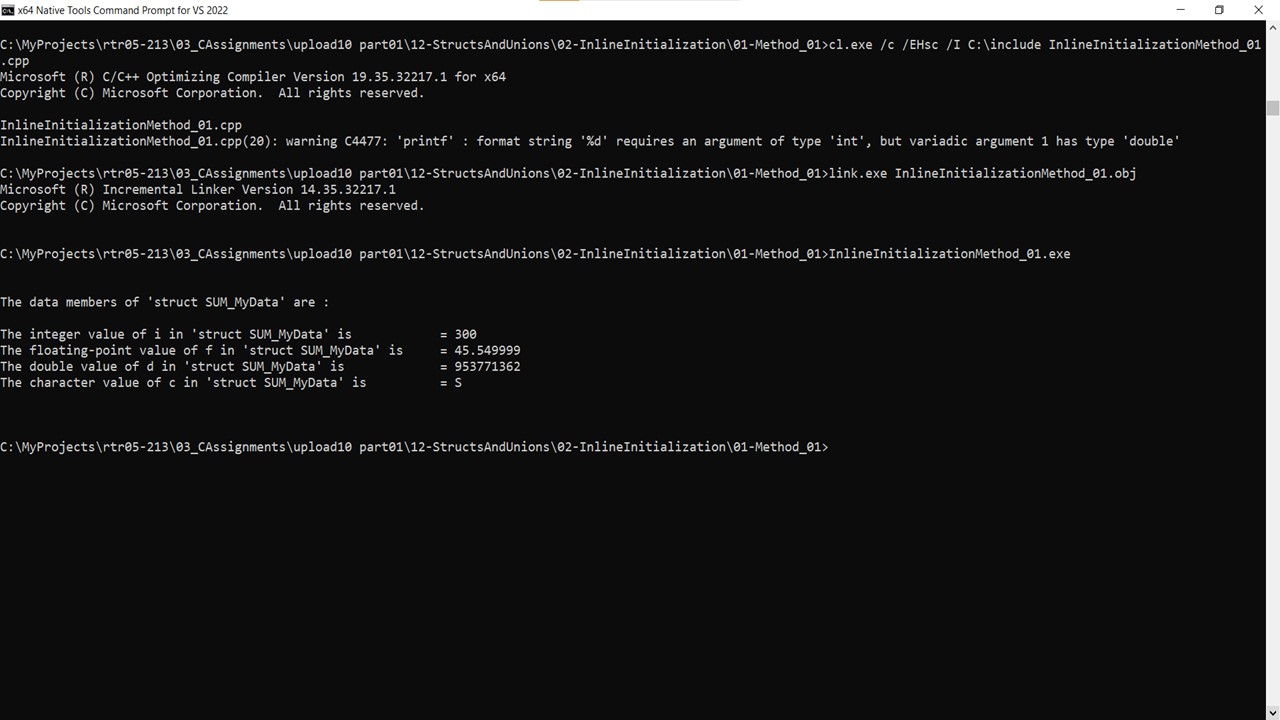 x64 Native Tools Command Prompt for VS 2022
C:\MyProjects\rtr05-213\03_CAssignments\upload10 part01\12-StructsAndUnions\02-InlineInitialization\01-Method_01>cl.exe /c /EHsc /I C:\include InlineInitializationMethod_01
.cpp
Microsoft (R) C/C++ Optimizing Compiler Version 19.35.32217.1 for x64
Copyright (C) Microsoft Corporation.  All rights reserved.
InlineInitializationMethod_01.cpp
InlineInitializationMethod_01.cpp(20): warning C4477: 'printf' : format string '%d' requires an argument of type 'int', but variadic argument 1 has type 'double'
C:\MyProjects\rtr05-213\03_CAssignments\upload10 part01\12-StructsAndUnions\02-InlineInitialization\01-Method_01>link.exe InlineInitializationMethod_01.obj
Microsoft (R) Incremental Linker Version 14.35.32217.1
Copyright (C) Microsoft Corporation.  All rights reserved.
C:\MyProjects\rtr05-213\03_CAssignments\upload10 part01\12-StructsAndUnions\02-InlineInitialization\01-Method_01>InlineInitializationMethod_01.exe
The data members of 'struct SUM_MyData' are :
The integer value of i in 'struct SUM_MyData' is = 300
The floating-point value of f in 'struct SUM_MyData' is = 45.549999
The double value of d in 'struct SUM_MyData' is = 953771362
The character value of c in 'struct SUM_MyData' is = S
C:\MyProjects\rtr05-213\03_CAssignments\upload10 part01\12-StructsAndUnions\02-InlineInitialization\01-Method_01>